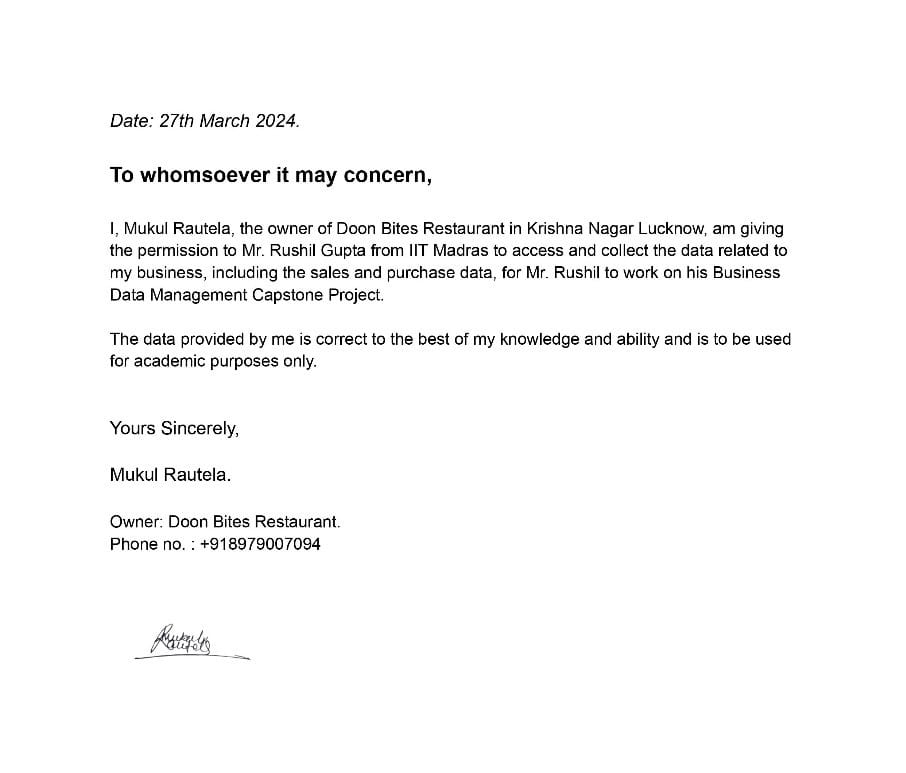 Date: 27th March 2024.
To whomsoever it may concern,
I, Mukul Rautela, the owner of Doon Bites Restaurant in Krishna Nagar Lucknow, am giving
the permission to Mr. Rushil Gupta from IIT Madras to access and collect the data related to
my business, including the sales and purchase data, for Mr. Rushil to work on his Business
Data Management Capstone Project.
The data provided by me is correct to the best of my knowledge and ability and is to be used
for academic purposes only.
Yours Sincerely,
Mukul Rautela.
Owner: Doon Bites Restaurant.
Phone no. : +918979007094
Mukul
Rautela